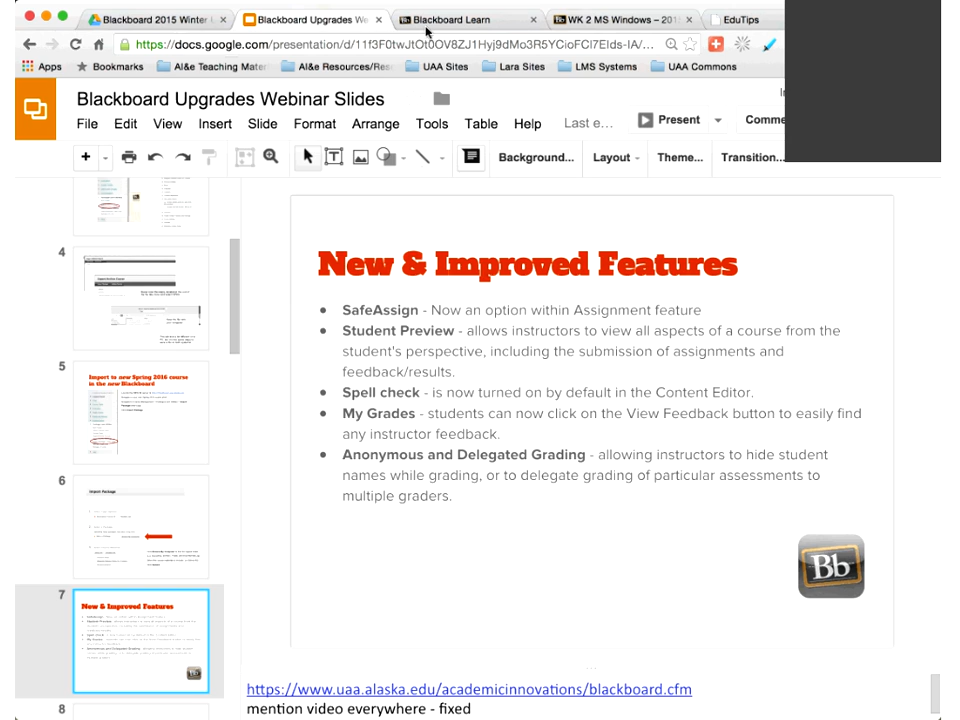 Blackboard 2015 Winter
Blackboard Upgrades We
Blackboard Learn
WK 2 MS Windows – 201
EduTips
https://docs.google.com/presentation/d/11f3F0twJtOt0OV8ZJ1Hyj9dMo3R5YCioFCl7Elds-IA/...
Apps
Bookmarks
AI&e Teaching Mater
AI&e Resources/Res
UAA Sites
Lara Sites
LMS Systems
UAA Commons
Blackboard Upgrades Webinar Slides
File Edit View Insert Slide Format Arrange Tools Table Help Last e...
Present
Comme
Background... Layout Theme... Transition...
4
5
Import to new Spring 2016 course
in the new Blackboard
6
Import Package
7
New & Improved Features
8
New & Improved Features
• SafeAssign - Now an option within Assignment feature
• Student Preview - allows instructors to view all aspects of a course from the
student's perspective, including the submission of assignments and
feedback/results.
• Spell check - is now turned on by default in the Content Editor.
• My Grades - students can now click on the View Feedback button to easily find
any instructor feedback.
• Anonymous and Delegated Grading - allowing instructors to hide student
names while grading, or to delegate grading of particular assessments to
multiple graders.
Bb
https://www.uaa.alaska.edu/academicinnovations/blackboard.cfm
mention video everywhere - fixed